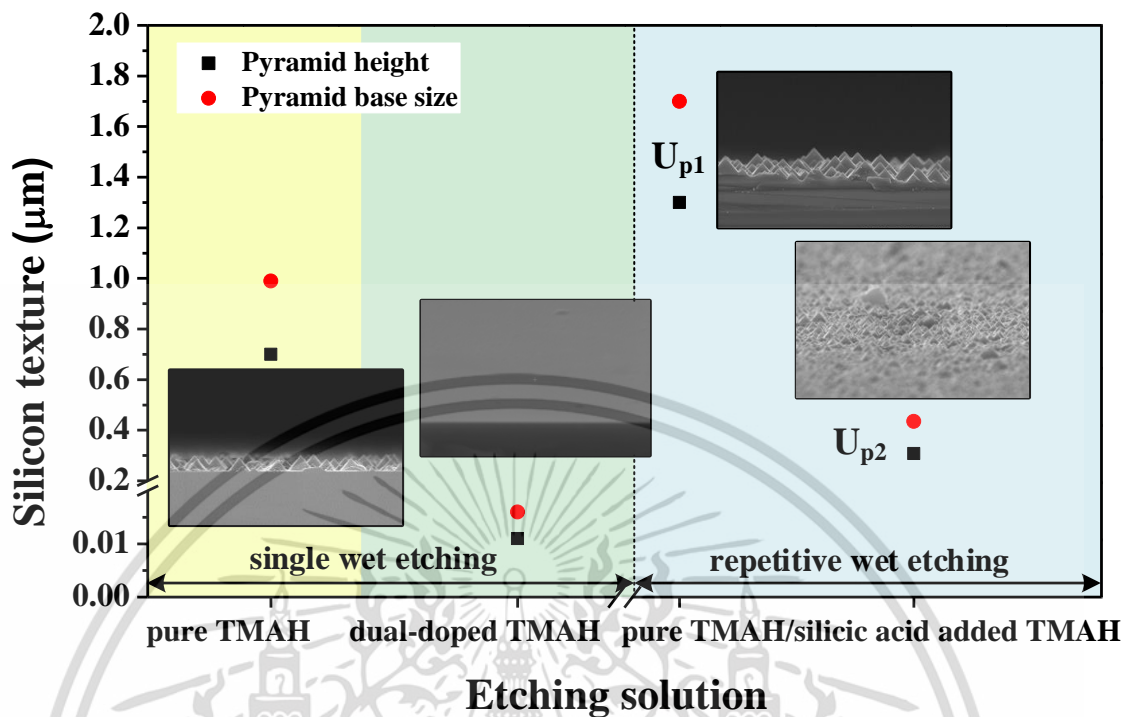 2.0
1.8
1.6
1.4
1.2
1.0
0.8
0.6
0.4
0.2
0.01
0.00
Silicon texture (μm)
Pyramid height
Pyramid base size
U_p1
U_p2
single wet etching
repetitive wet etching
pure TMAH
dual-doped TMAH
pure TMAH/silicic acid added TMAH
Etching solution